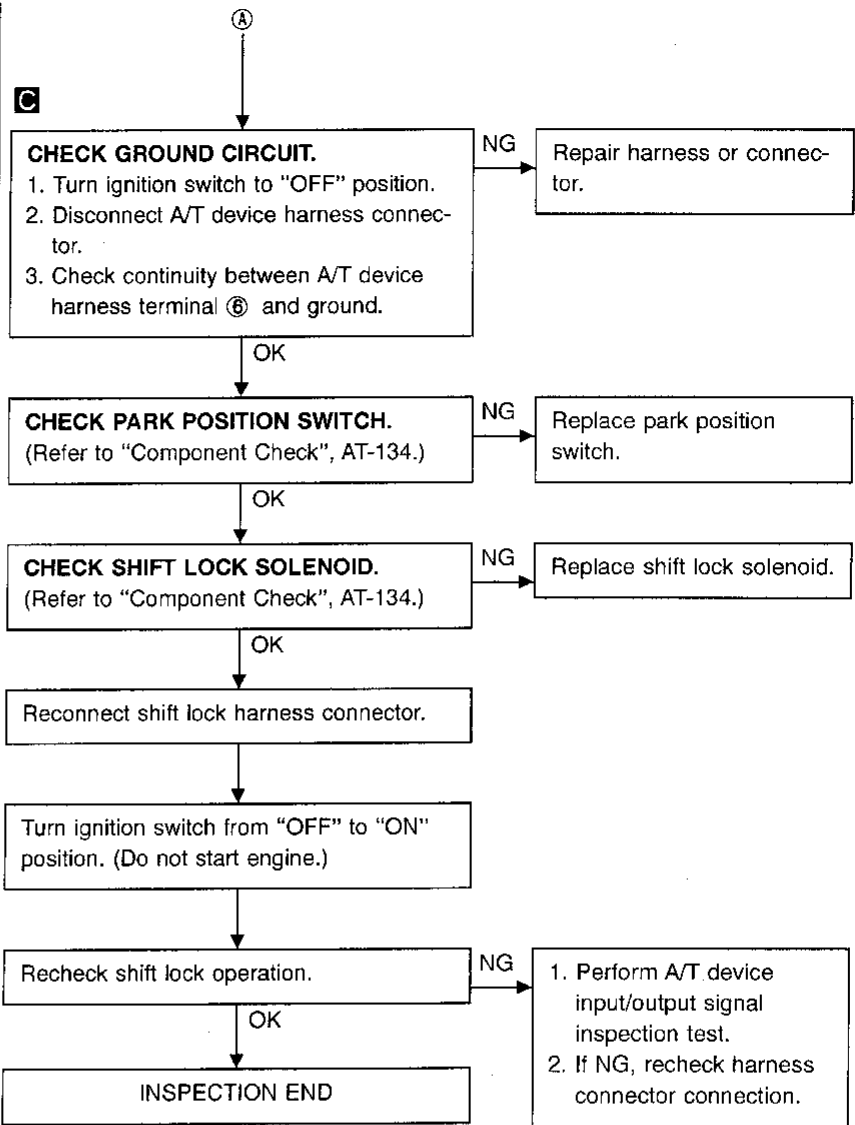 Ⓐ
C
CHECK GROUND CIRCUIT.
1. Turn ignition switch to "OFF" position.
2. Disconnect A/T device harness connec-
tor.
3. Check continuity between A/T device
harness terminal ⑥ and ground.
NG
Repair harness or connec-
tor.
OK
CHECK PARK POSITION SWITCH.
(Refer to "Component Check", AT-134.)
NG
Replace park position
switch.
OK
CHECK SHIFT LOCK SOLENOID.
(Refer to "Component Check", AT-134.)
NG
Replace shift lock solenoid.
OK
Reconnect shift lock harness connector.
Turn ignition switch from "OFF" to "ON"
position. (Do not start engine.)
Recheck shift lock operation.
NG
1. Perform A/T device
input/output signal
inspection test.
2. If NG, recheck harness
connector connection.
OK
INSPECTION END